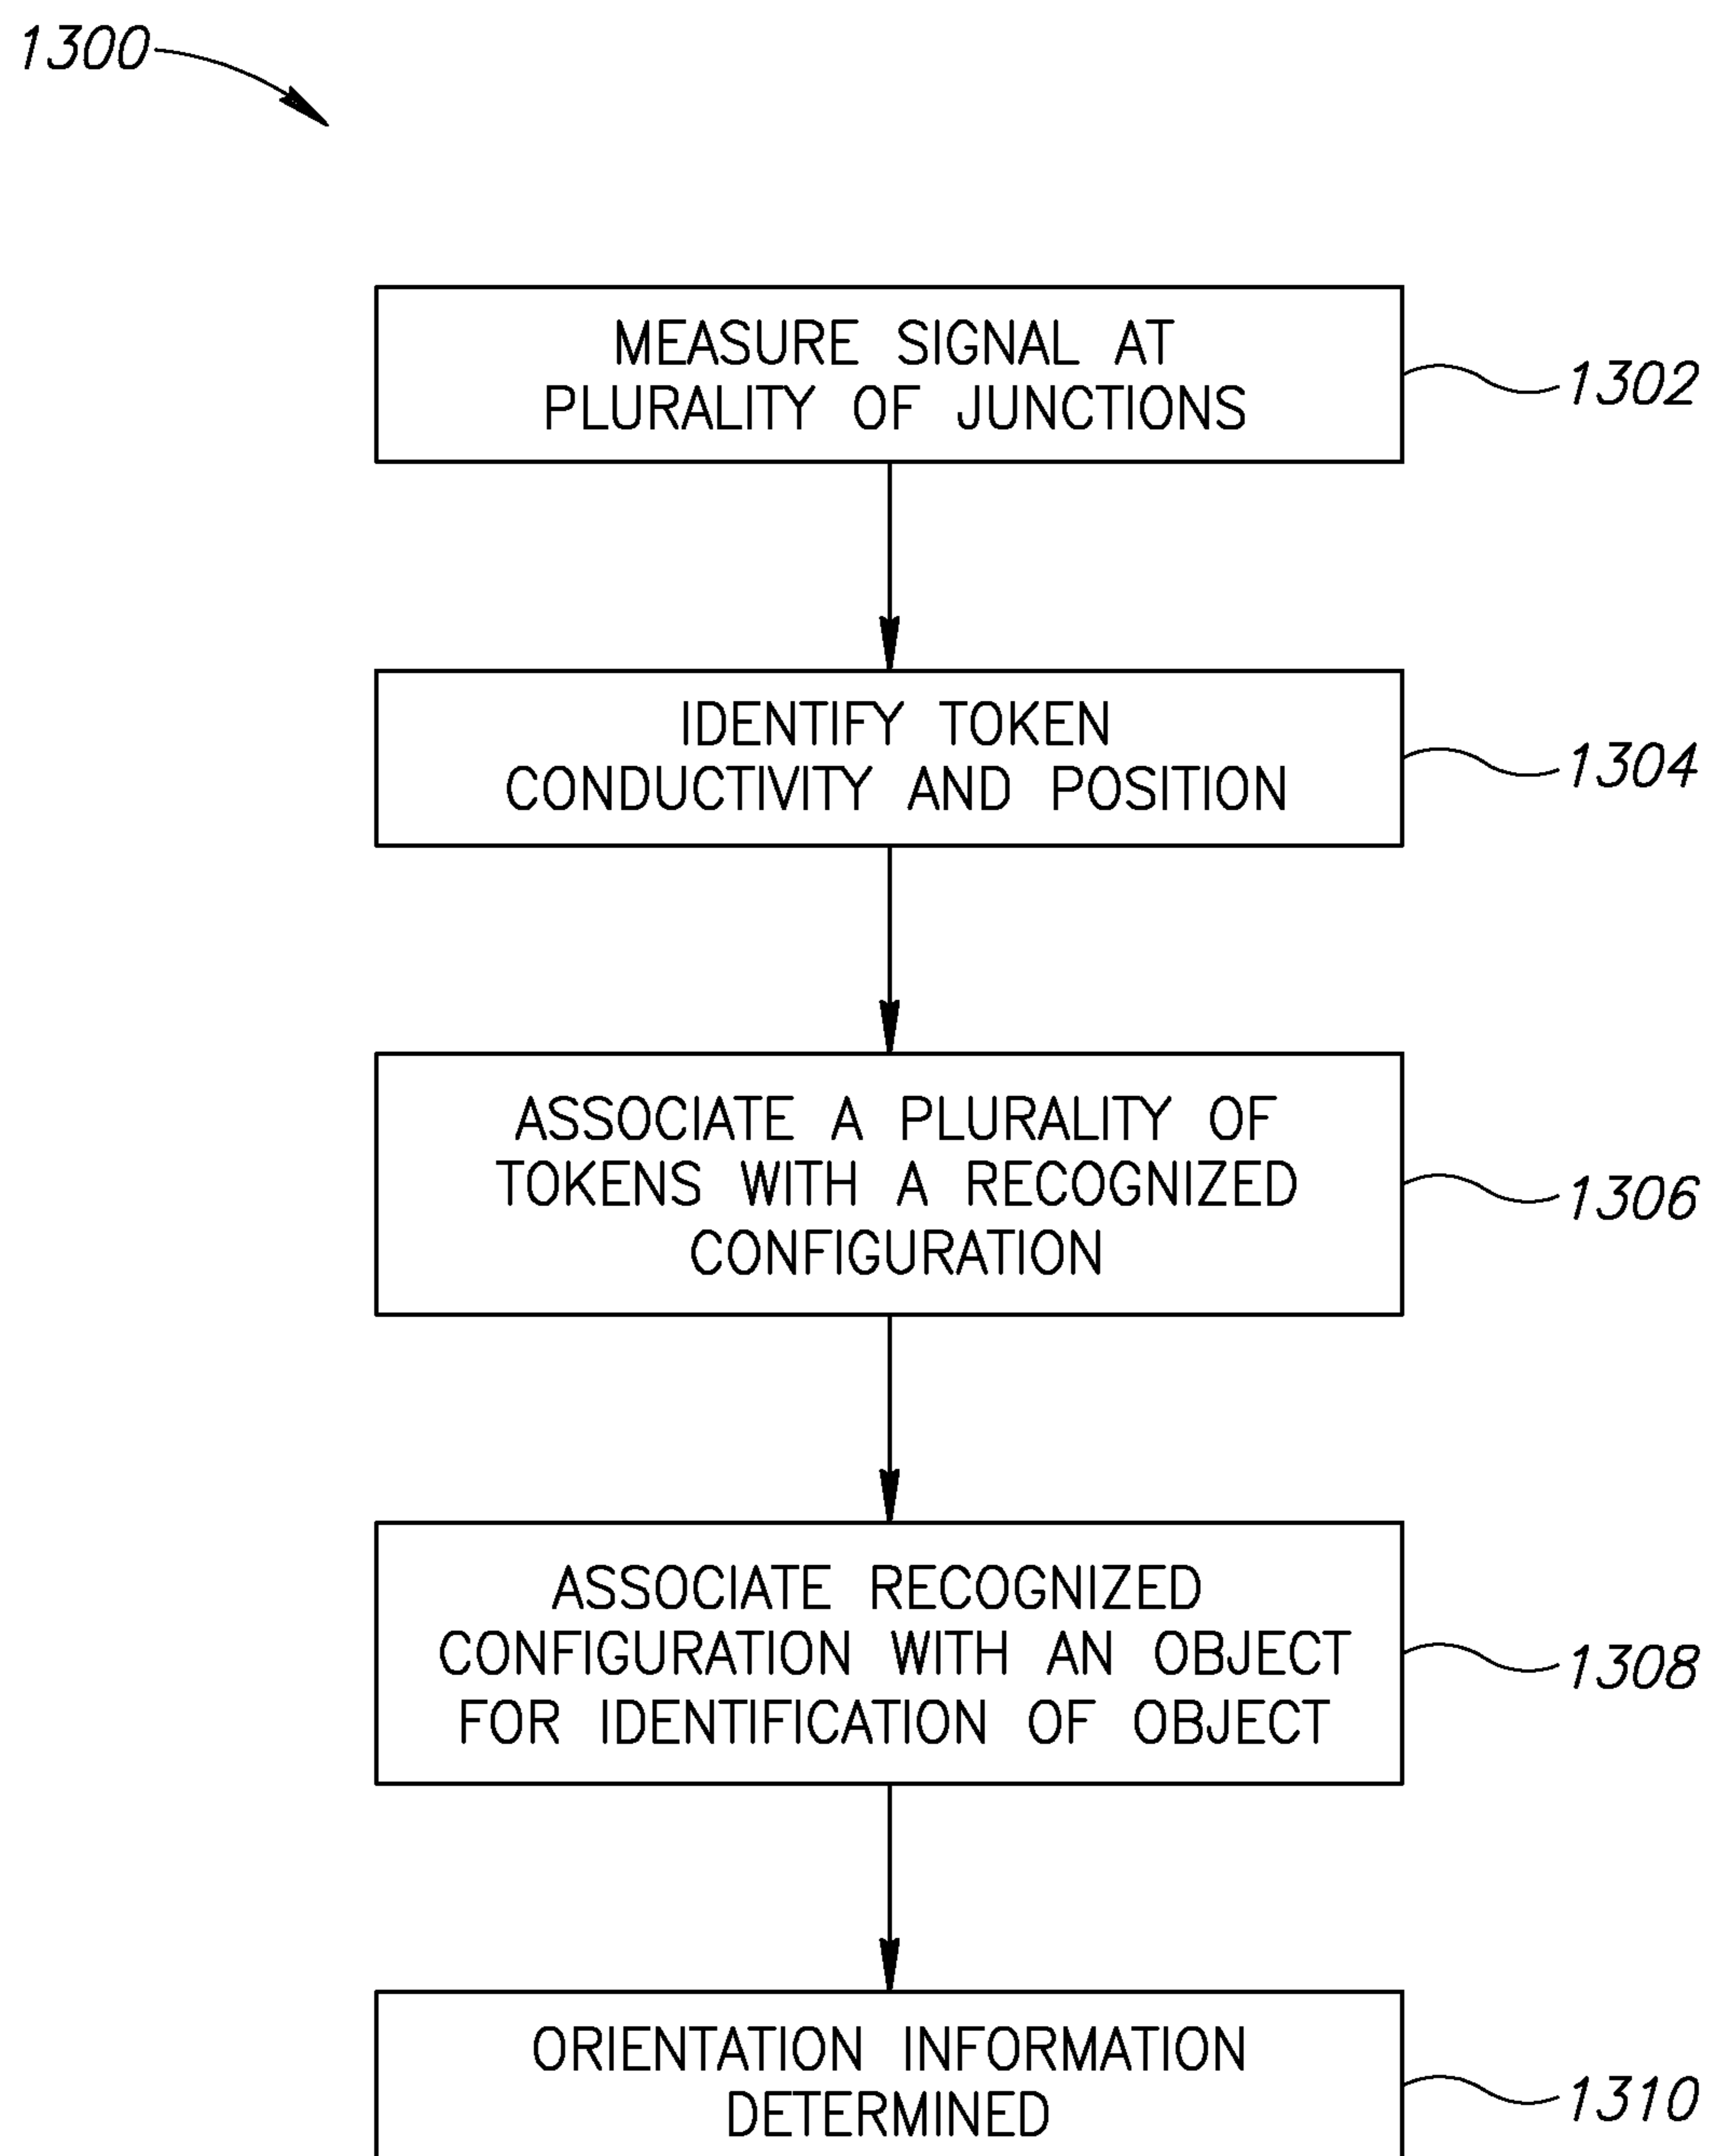 1300
MEASURE SIGNAL AT
PLURALITY OF JUNCTIONS
1302
IDENTIFY TOKEN
CONDUCTIVITY AND POSITION
1304
ASSOCIATE A PLURALITY OF
TOKENS WITH A RECOGNIZED
CONFIGURATION
1306
ASSOCIATE RECOGNIZED
CONFIGURATION WITH AN OBJECT
FOR IDENTIFICATION OF OBJECT
1308
ORIENTATION INFORMATION
DETERMINED
1310